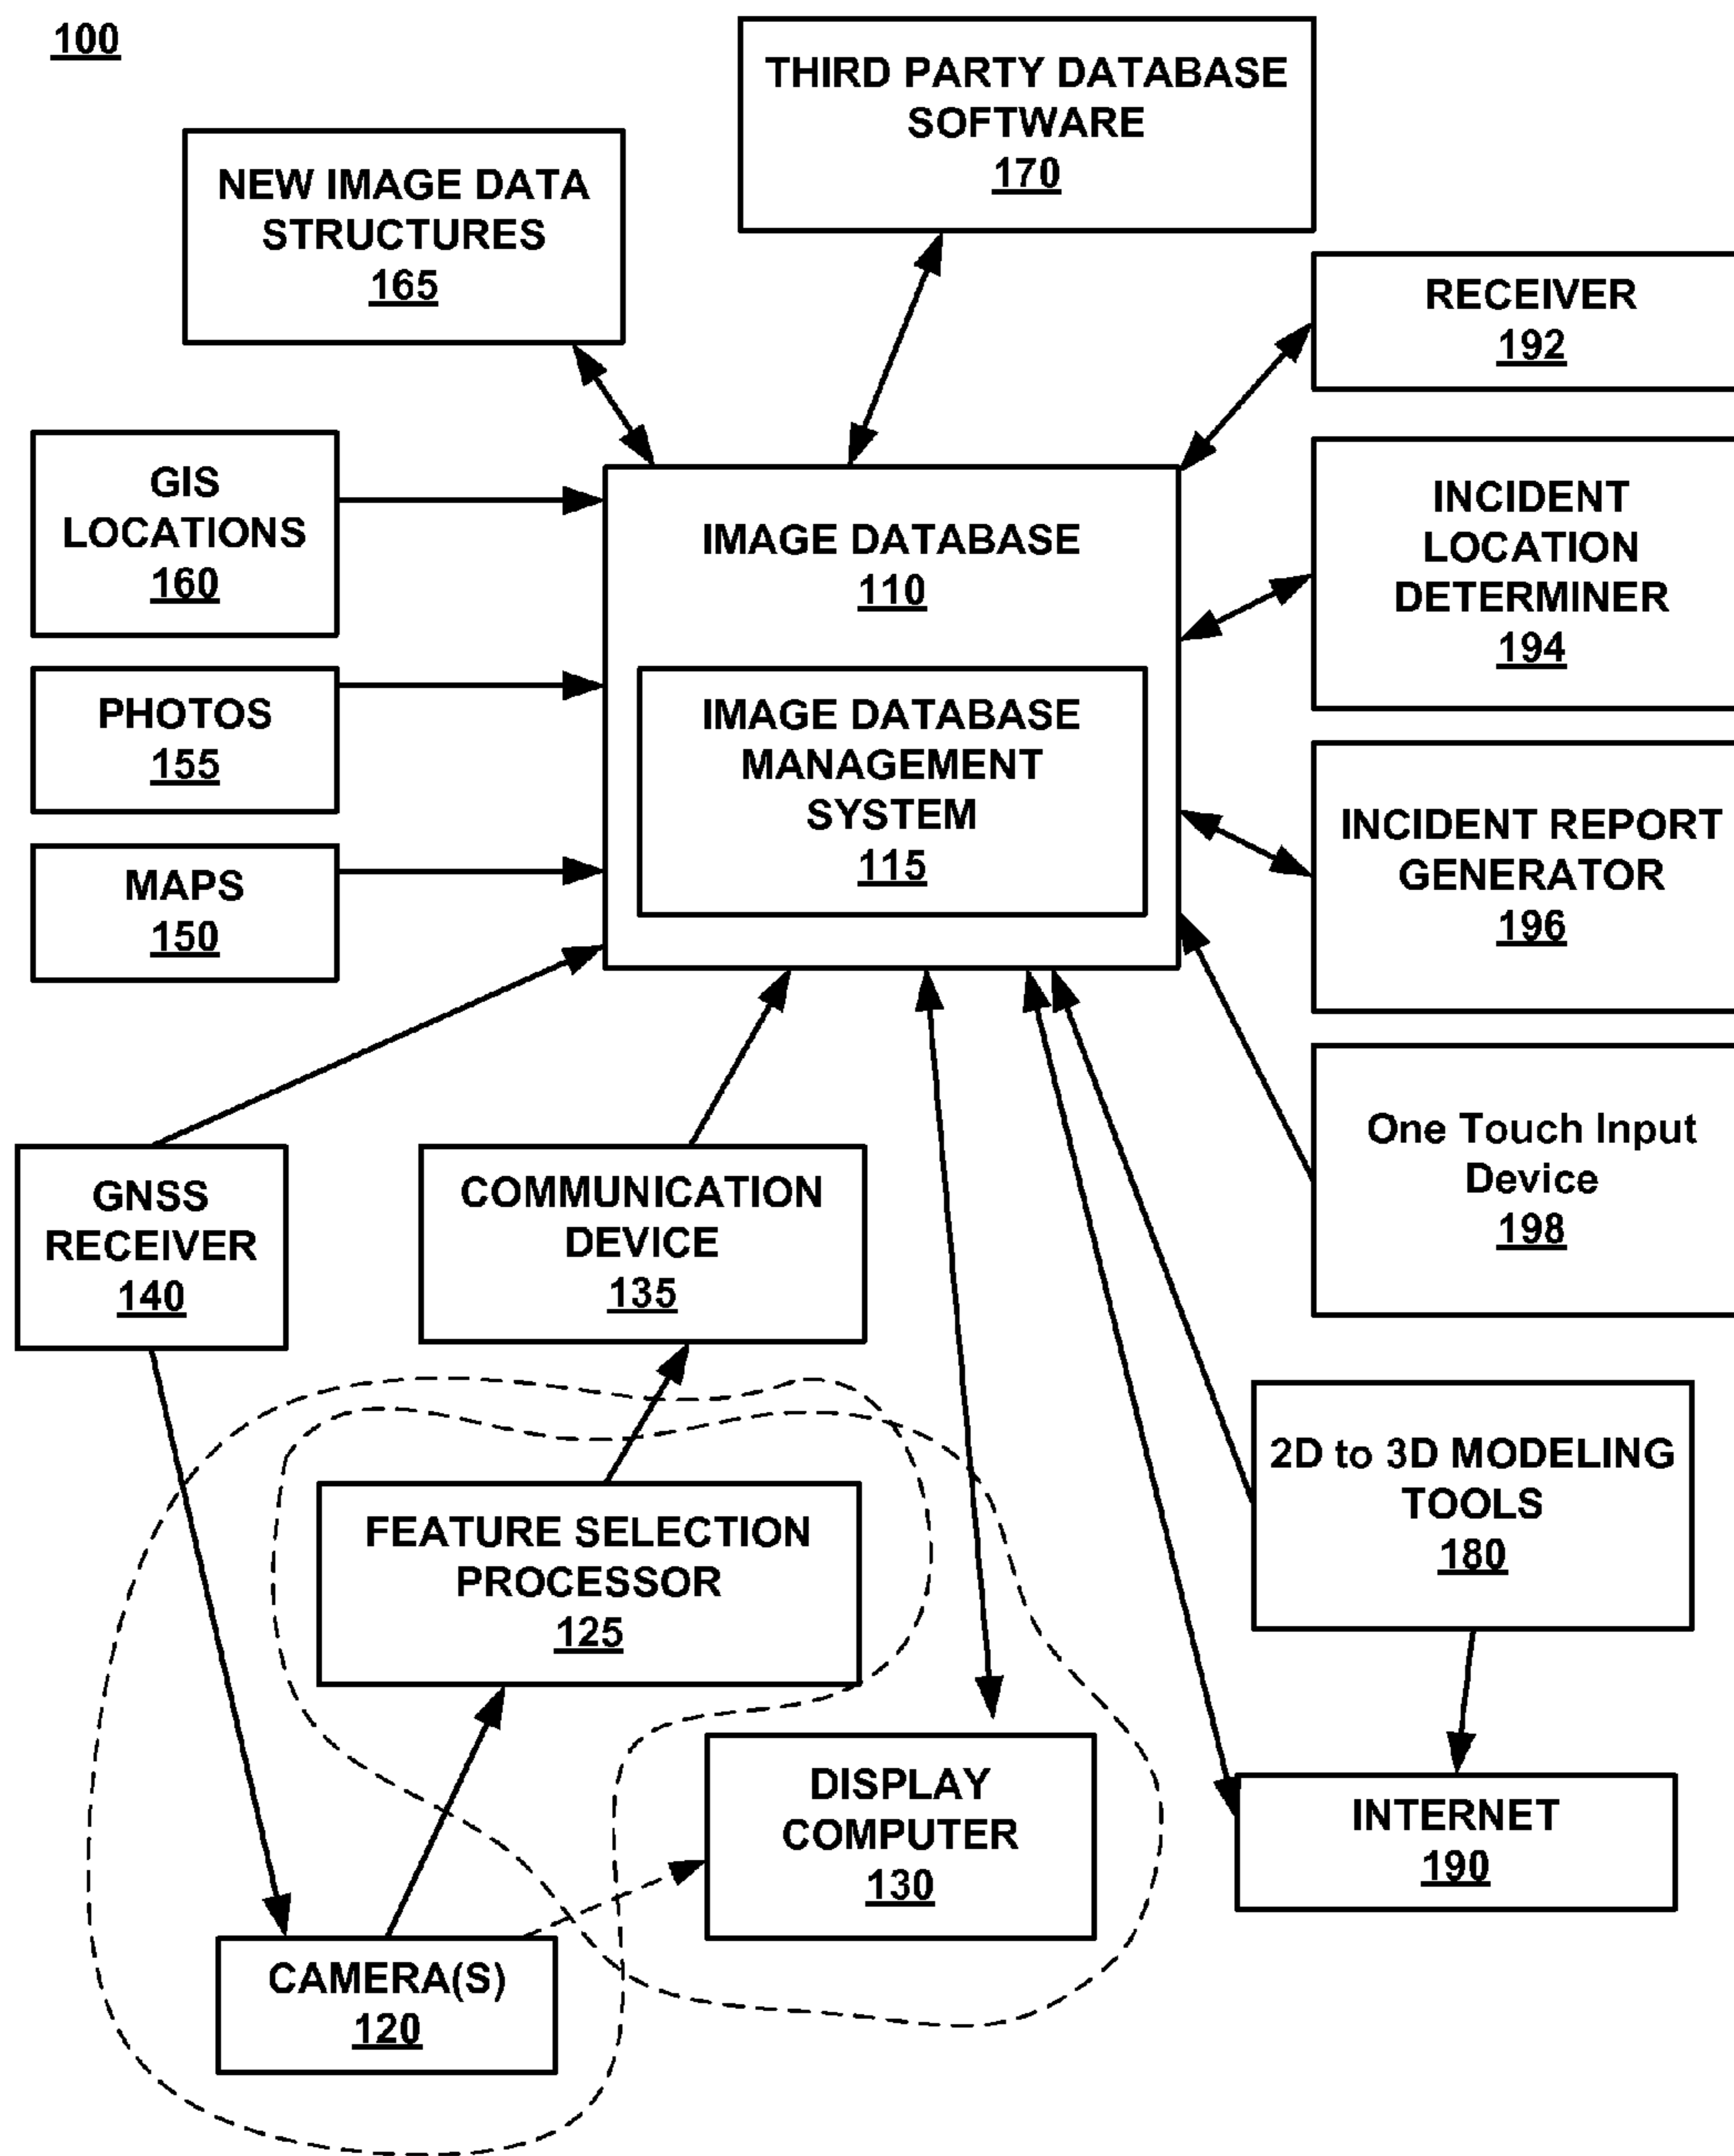 100
THIRD PARTY DATABASE
SOFTWARE
170
NEW IMAGE DATA
STRUCTURES
165
RECEIVER
192
GIS
LOCATIONS
160
IMAGE DATABASE
110
INCIDENT
LOCATION
DETERMINER
194
PHOTOS
155
IMAGE DATABASE
MANAGEMENT
SYSTEM
115
INCIDENT REPORT
GENERATOR
196
MAPS
150
One Touch Input
Device
198
GNSS
RECEIVER
140
COMMUNICATION
DEVICE
135
2D to 3D MODELING
TOOLS
180
FEATURE SELECTION
PROCESSOR
125
DISPLAY
COMPUTER
130
INTERNET
190
CAMERA(S)
120